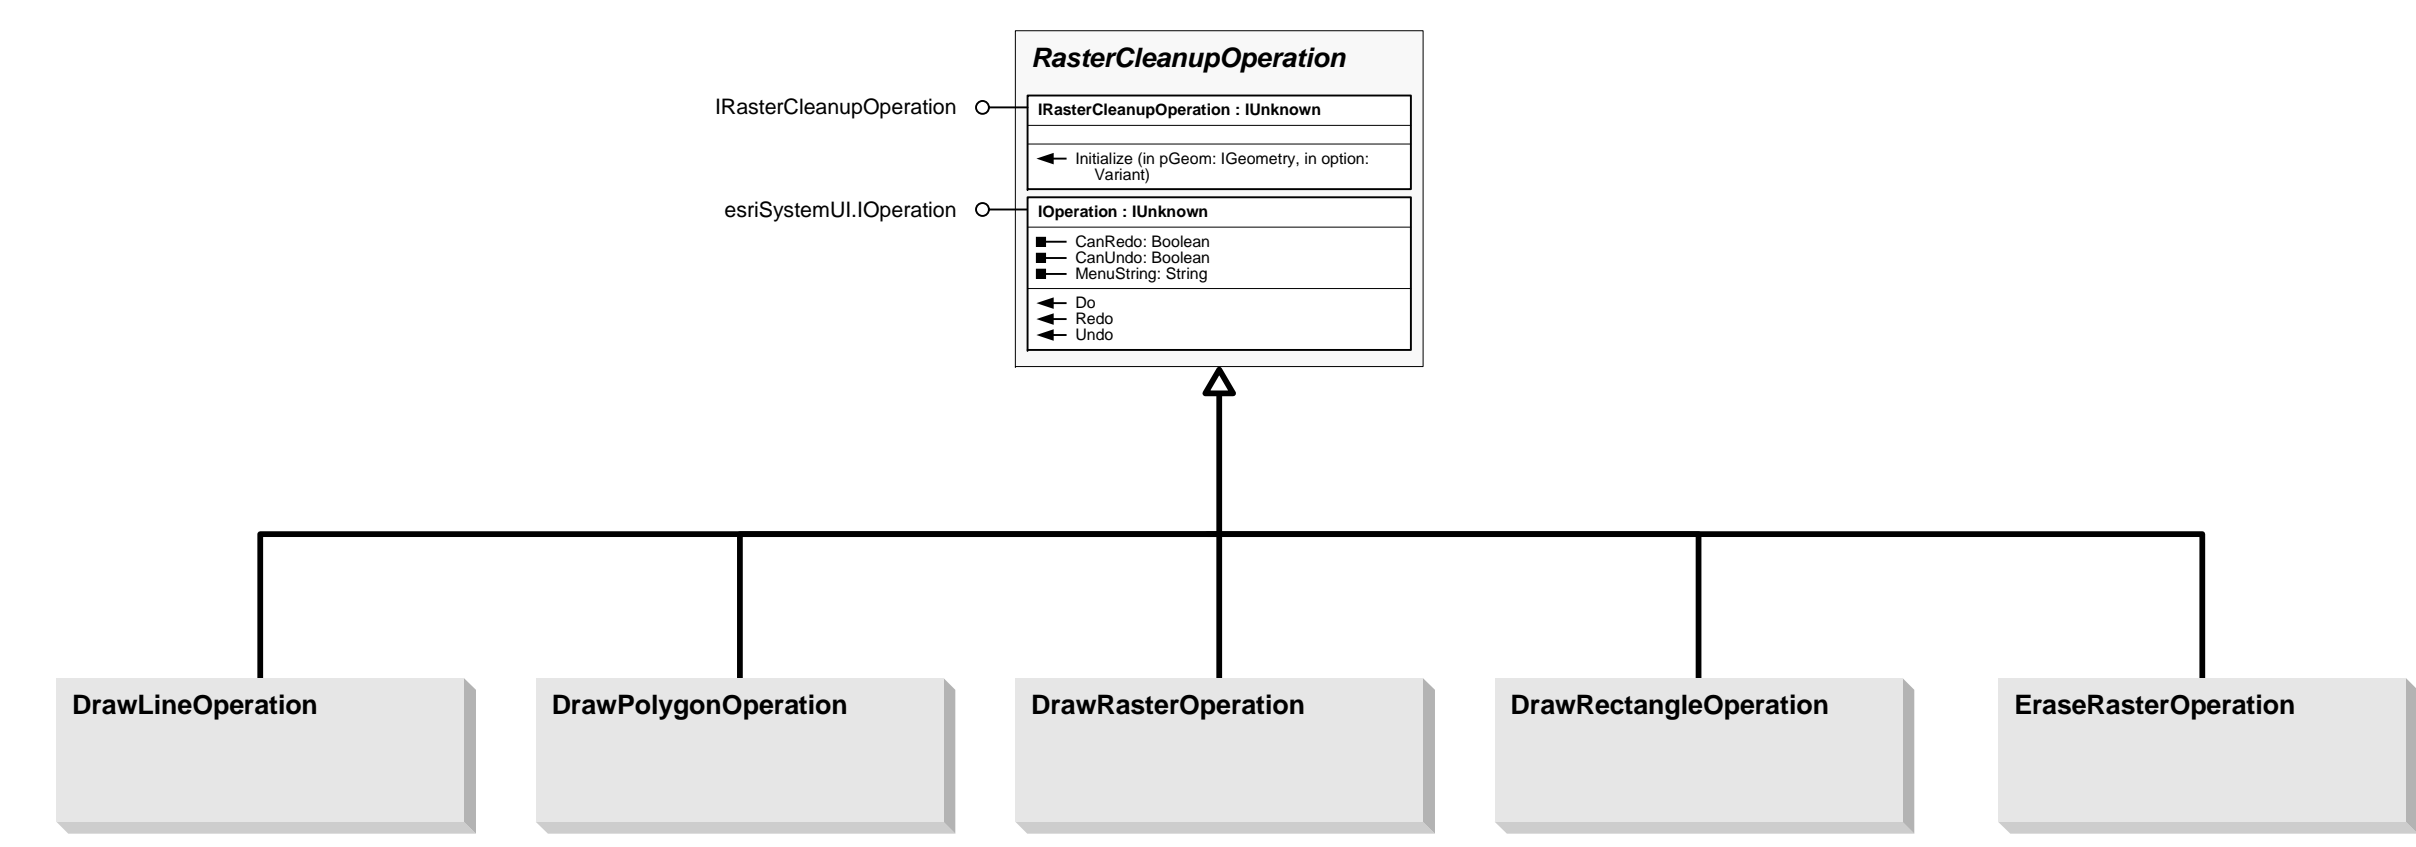 RasterCleanupOperation
IRasterCleanupOperation
IRasterCleanupOperation : IUnknown
Initialize (in pGeom: IGeometry, in option:
Variant)
esriSystemUI.IOperation
IOperation : IUnknown
CanRedo: Boolean
CanUndo: Boolean
MenuString: String
Do
Redo
Undo
DrawLineOperation
DrawPolygonOperation
DrawRasterOperation
DrawRectangleOperation
EraseRasterOperation